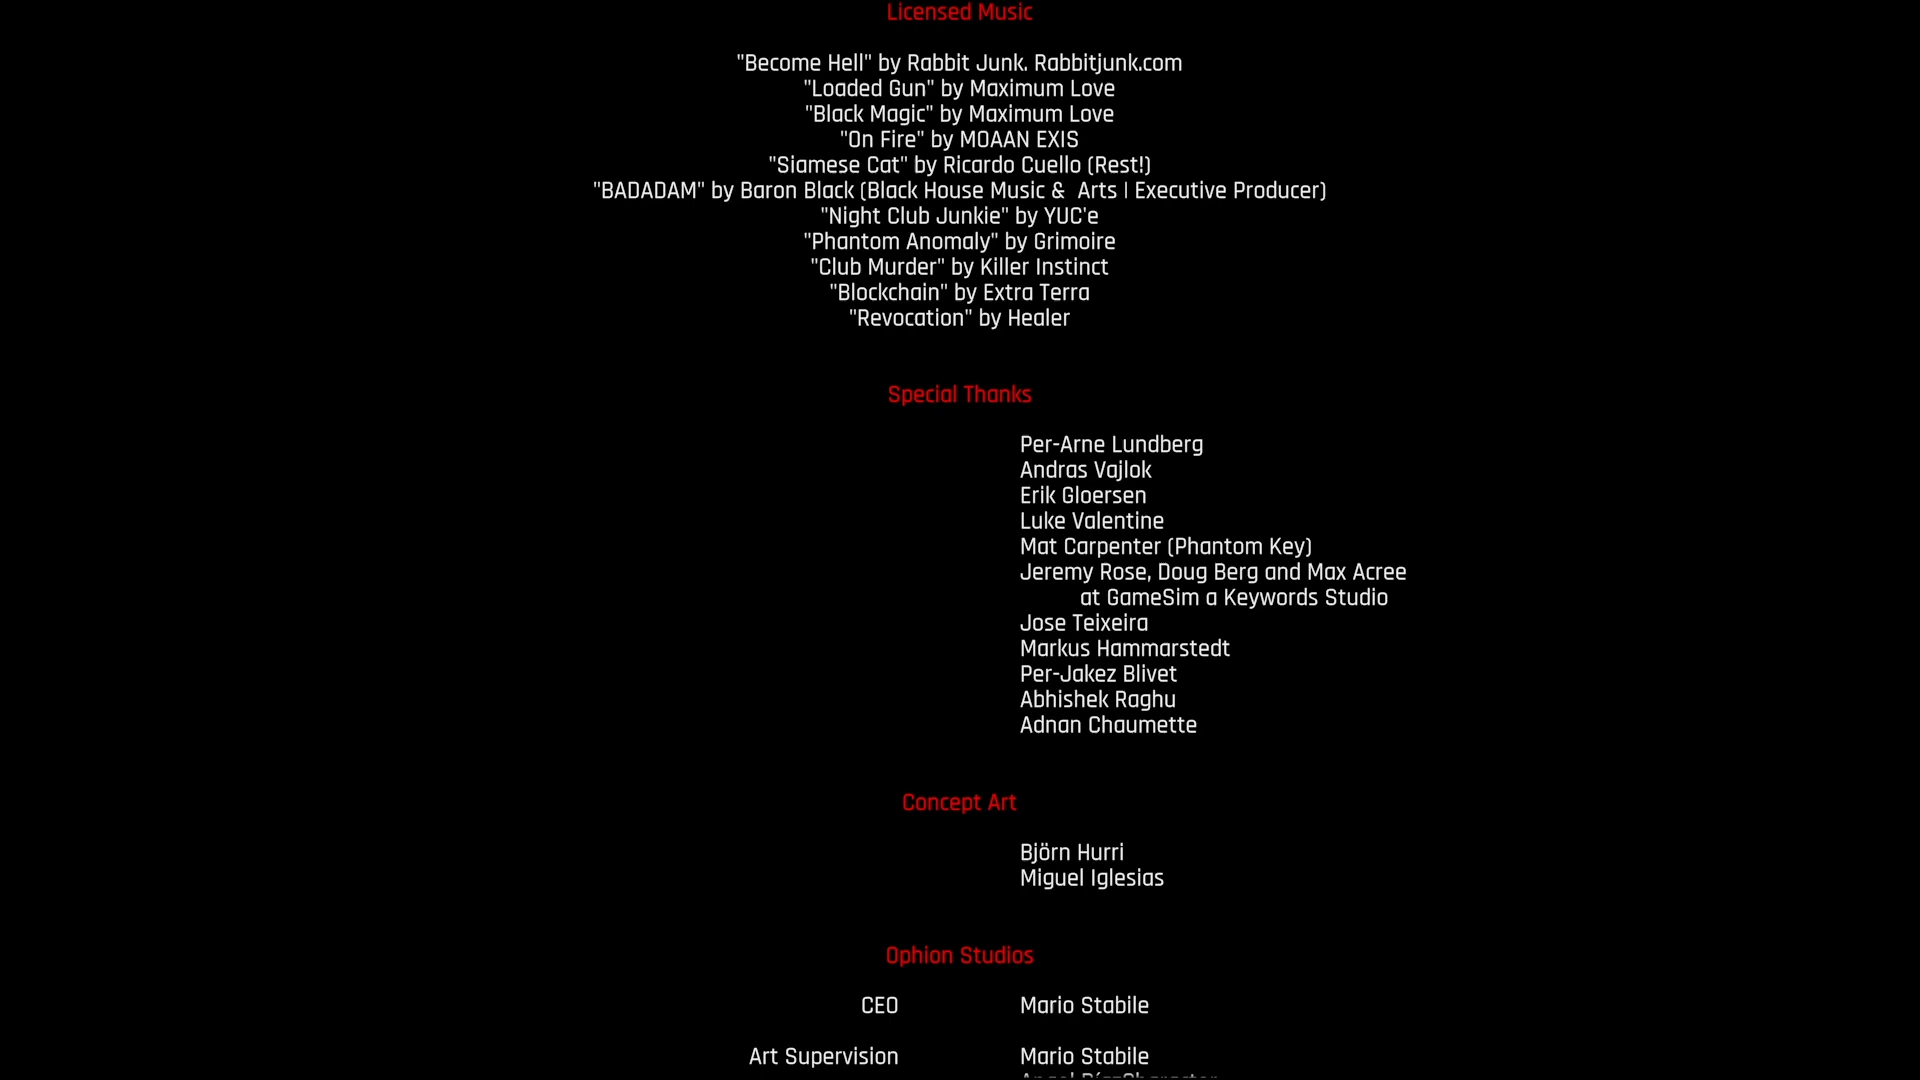 Licensed Music
"Become Hell" by Rabbit Junk. Rabbitjunk.com
"Loaded Gun" by Maximum Love
"Black Magic" by Maximum Love
"On Fire" by MOAAN EXIS
"Siamese Cat" by Ricardo Cuello (Rest!)
"BADADAM" by Baron Black (Black House Music &  Arts | Executive Producer)
"Night Club Junkie" by YUC'e
"Phantom Anomaly" by Grimoire
"Club Murder" by Killer Instinct
"Blockchain" by Extra Terra
"Revocation" by Healer
Special Thanks
Per-Arne Lundberg
Andras Vajlok
Erik Gloersen
Luke Valentine
Mat Carpenter (Phantom Key)
Jeremy Rose, Doug Berg and Max Acree
at GameSim a Keywords Studio
Jose Teixeira
Markus Hammarstedt
Per-Jakez Blivet
Abhishek Raghu
Adnan Chaumette
Concept Art
Björn Hurri
Miguel Iglesias
Ophion Studios
CEO Mario Stabile
Art Supervision Mario Stabile